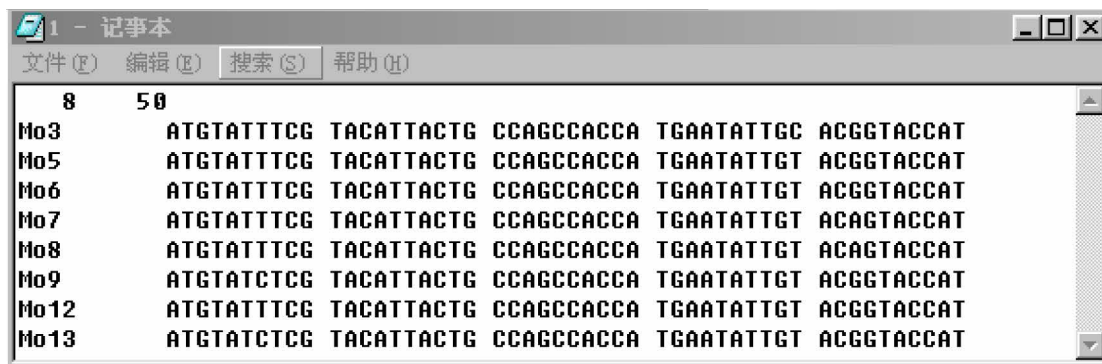 1 - 记事本
文件(F) 编辑(E) 搜索(S) 帮助(H)
8 50
Mo3 ATGTATTTCG TACATTACTG CCAGCCACCA TGAATATTGC ACGGTACCAT
Mo5 ATGTATTTCG TACATTACTG CCAGCCACCA TGAATATTGT ACGGTACCAT
Mo6 ATGTATTTCG TACATTACTG CCAGCCACCA TGAATATTGT ACGGTACCAT
Mo7 ATGTATTTCG TACATTACTG CCAGCCACCA TGAATATTGT ACAGTACCAT
Mo8 ATGTATTTCG TACATTACTG CCAGCCACCA TGAATATTGT ACAGTACCAT
Mo9 ATGTATCTCG TACATTACTG CCAGCCACCA TGAATATTGT ACGGTACCAT
Mo12 ATGTATTTCG TACATTACTG CCAGCCACCA TGAATATTGT ACGGTACCAT
Mo13 ATGTATCTCG TACATTACTG CCAGCCACCA TGAATATTGT ACGGTACCAT